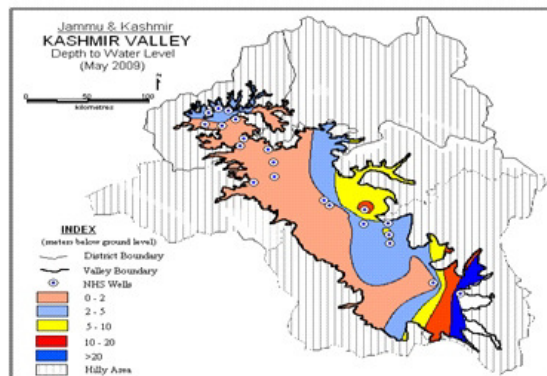 Jammu & Kashmir
KASHMIR VALLEY
Depth to Water Level
(May 2009)
0
50
100
kilometres
INDEX
(meters below ground level)
District Boundary
Valley Boundary
NHS Wells
0 - 2
2 - 5
5 - 10
10 - 20
>20
Hilly Area